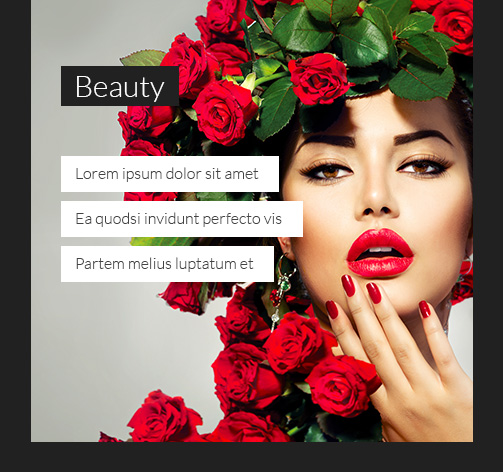 Beauty
Lorem ipsum dolor sit amet
Ea quodsi invidunt perfecto vis
Partem melius luptatum et